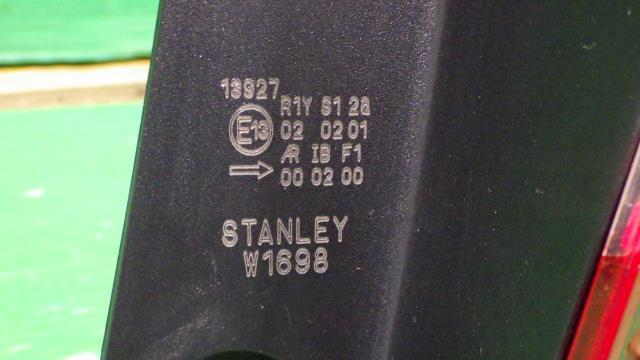 13927
R1Y S1 2a
E13
02 02 01
AR IB F1
00 02 00
STANLEY
W1698